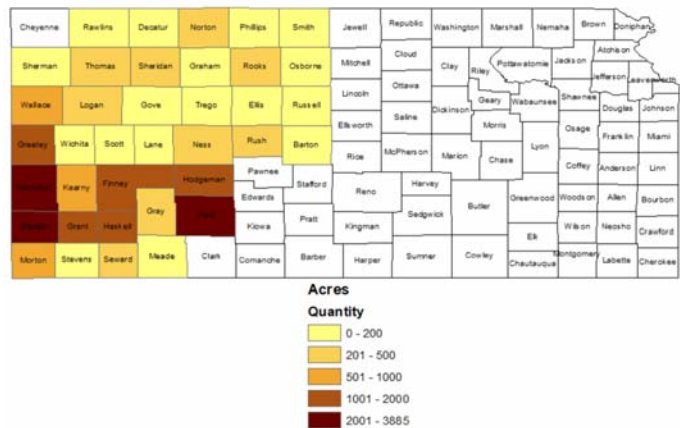 Cheyenne Rawlins Decatur Norton Phillips Smith Jewell Republic Washington Marshall Nemaha Brown Doniphan
Atchison
Sherman Thomas Sheridan Graham Rooks Osborne Mitchell Cloud Clay Riley Pottawatomie Jackson Jefferson Leavenworth
Ottawa
Wallace Logan Gove Trego Ellis Russell Lincoln Dickinson Geary Wabaunsee Shawnee Douglas Johnson
Saline Morris Osage Franklin Miami
Greeley Wichita Scott Lane Ness Rush Barton Ellsworth McPherson Marion Chase Lyon
Rice Coffey Anderson Linn
Kearny Finney Hodgeman Pawnee Stafford Reno Harvey Greenwood Woodson Allen Bourbon
Gray Edwards Sedgwick Butler
Grant Haskell Kiowa Pratt Kingman Elk Wilson Neosho Crawford
Morton Stevens Seward Meade Clark Comanche Barber Harper Sumner Cowley Chautauqua Montgomery Labette Cherokee
Acres
Quantity
0 - 200
201 - 500
501 - 1000
1001 - 2000
2001 - 3885